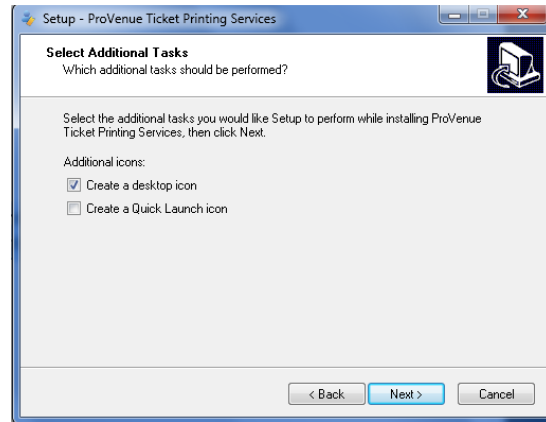 Setup - ProVenue Ticket Printing Services
Select Additional Tasks
Which additional tasks should be performed?
Select the additional tasks you would like Setup to perform while installing ProVenue
Ticket Printing Services, then click Next.
Additional icons:
Create a desktop icon
Create a Quick Launch icon
< Back
Next >
Cancel